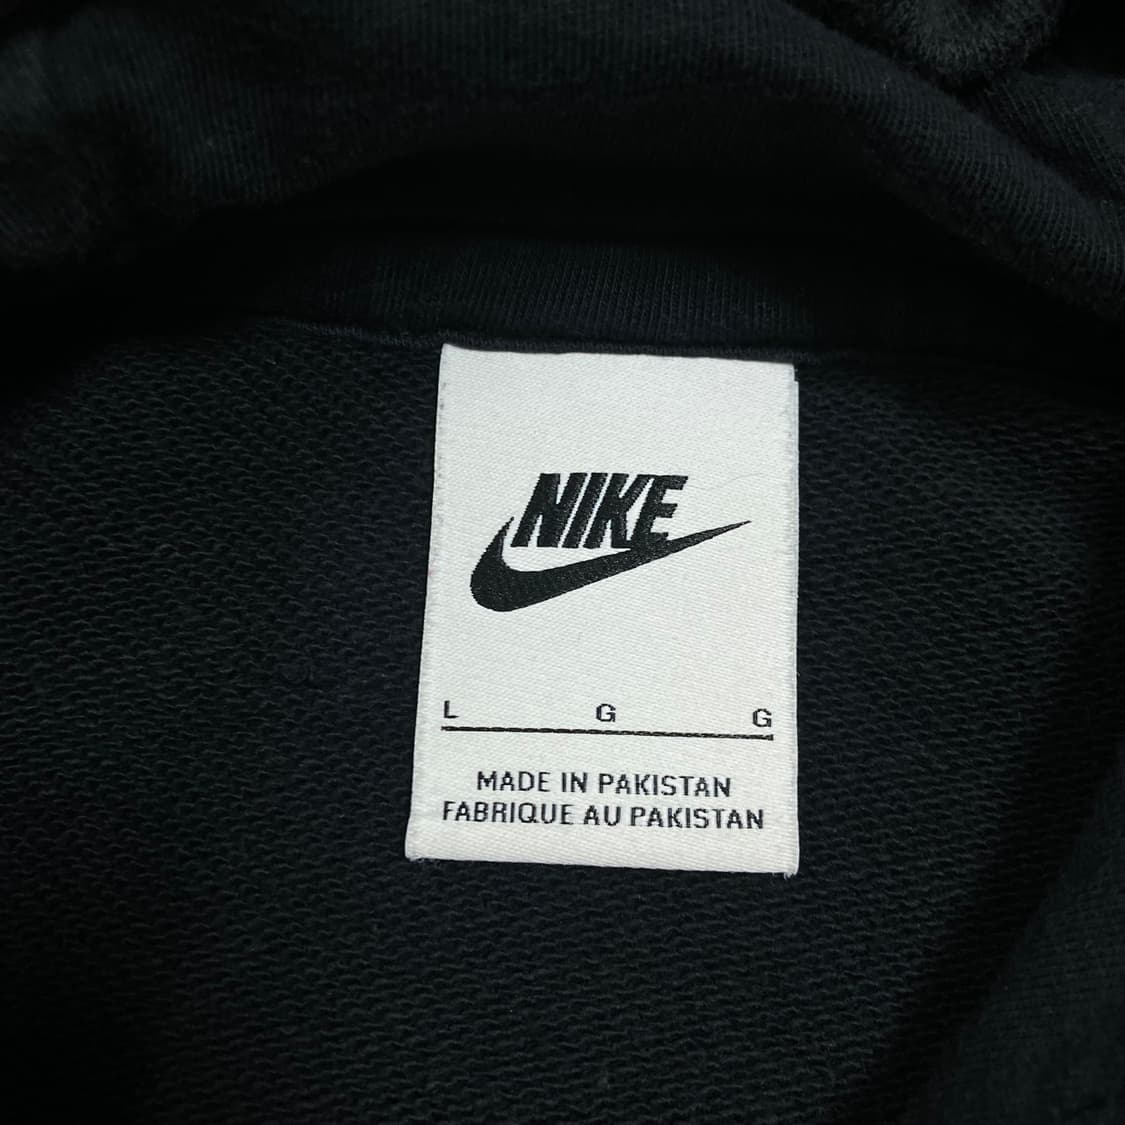 NIKE
L G G
MADE IN PAKISTAN
FABRIQUE AU PAKISTAN